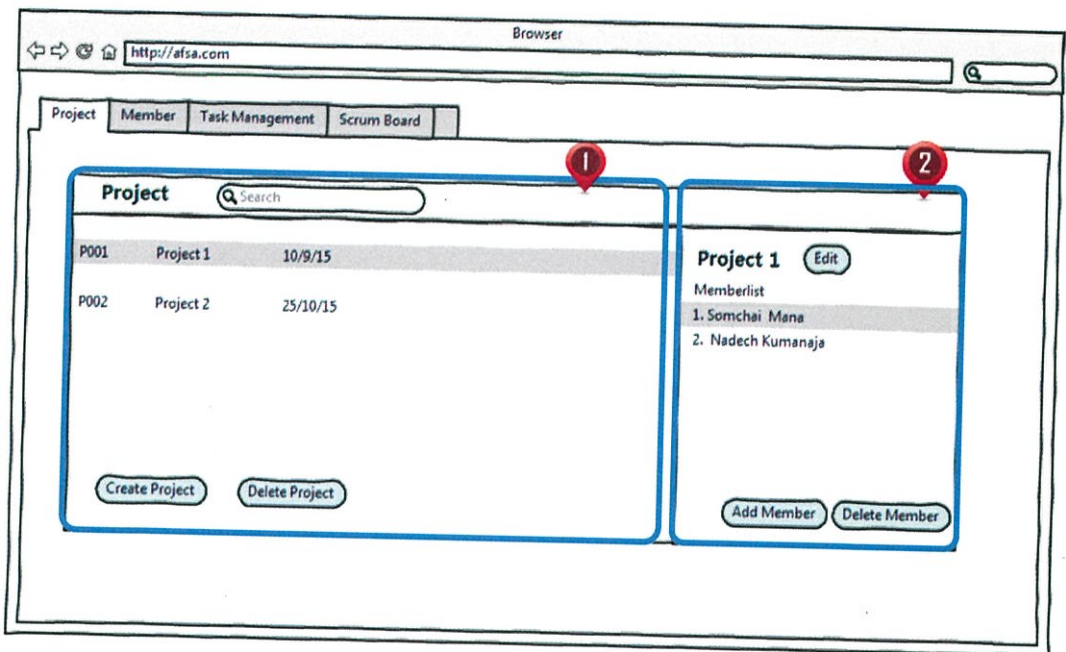 Browser
http://afsa.com
Project Member Task Management Scrum Board
1
2
Project Search
P001 Project 1 10/9/15
P002 Project 2 25/10/15
Create Project Delete Project
Project 1 Edit
Memberlist
1. Somchai Mana
2. Nadech Kumanaja
Add Member Delete Member